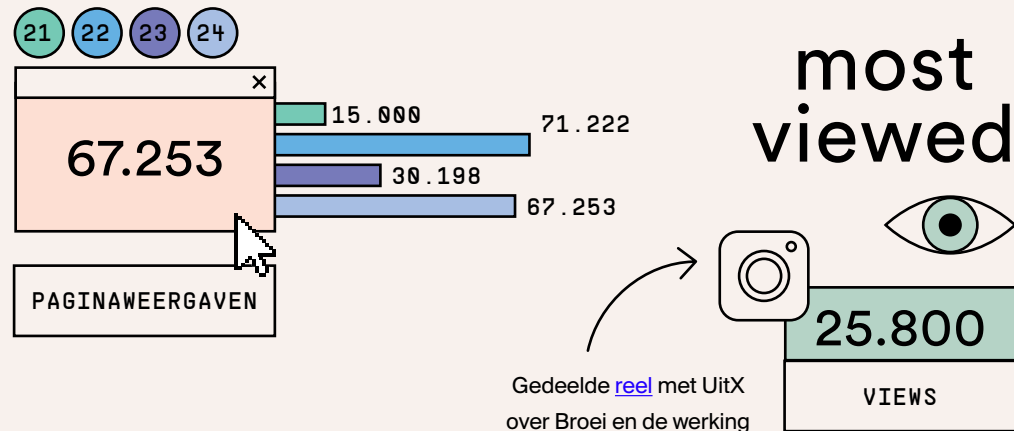 21 22 23 24
67.253
15.000
71.222
30.198
67.253
PAGINAWEERGAVEN
most
viewed
25.800
VIEWS
Gedeelde reel met UitX
over Broei en de werking